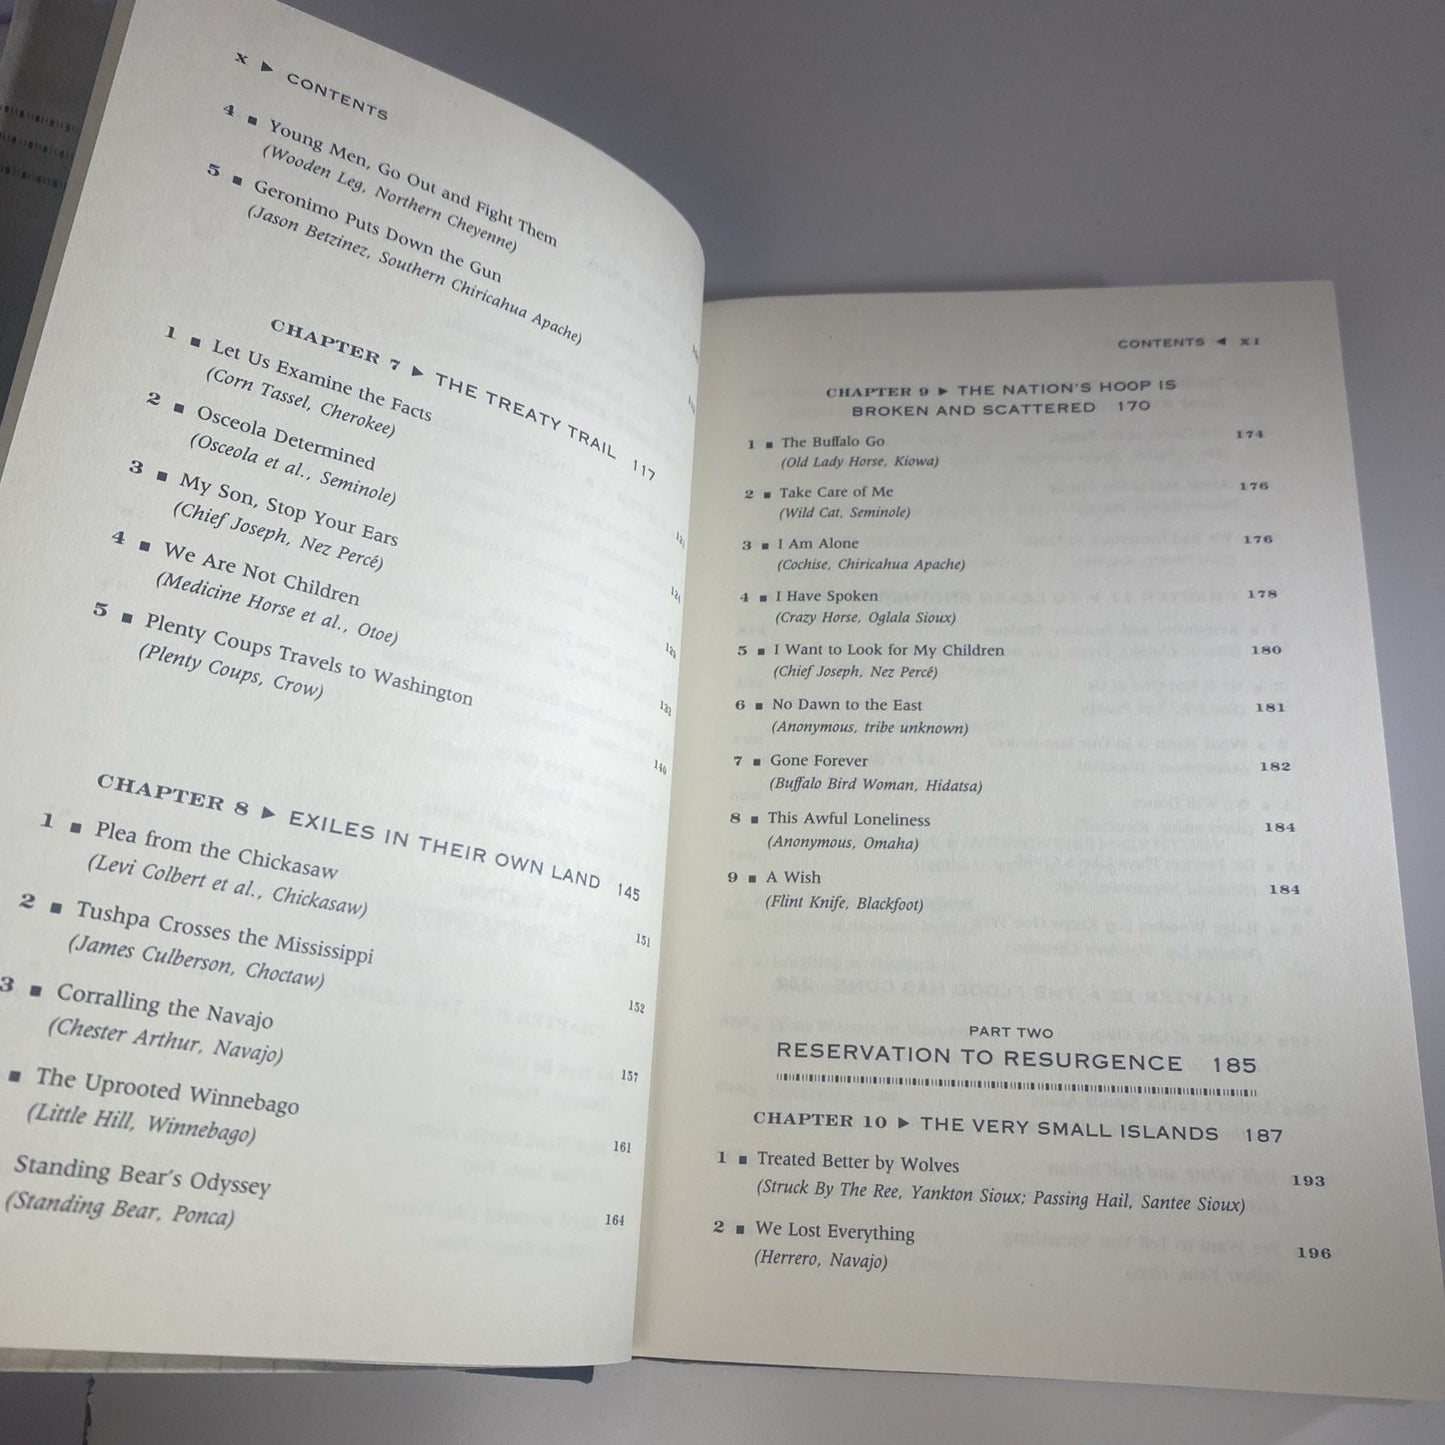 x ▶ CONTENTS
4 ■ Young Men, Go Out and Fight Them
(Wooden Leg, Northern Cheyenne)
5 ■ Geronimo Puts Down the Gun
(Jason Betzinez, Southern Chiricahua Apache)
CHAPTER 7 ▶ THE TREATY TRAIL 117
1 ■ Let Us Examine the Facts
(Corn Tassel, Cherokee) 121
2 ■ Osceola Determined
(Osceola et al., Seminole) 124
3 ■ My Son, Stop Your Ears
(Chief Joseph, Nez Percé) 129
4 ■ We Are Not Children
(Medicine Horse et al., Otoe) 132
5 ■ Plenty Coups Travels to Washington 140
(Plenty Coups, Crow)
CHAPTER 8 ▶ EXILES IN THEIR OWN LAND 145
1 ■ Plea from the Chickasaw 151
(Levi Colbert et al., Chickasaw)
2 ■ Tushpa Crosses the Mississippi 152
(James Culberson, Choctaw)
3 ■ Corralling the Navajo 157
(Chester Arthur, Navajo)
■ The Uprooted Winnebago 161
(Little Hill, Winnebago)
Standing Bear's Odyssey 164
(Standing Bear, Ponca)
CONTENTS ◀ XI
CHAPTER 9 ▶ THE NATION'S HOOP IS
BROKEN AND SCATTERED 170
1 ■ The Buffalo Go 174
(Old Lady Horse, Kiowa)
2 ■ Take Care of Me 176
(Wild Cat, Seminole)
3 ■ I Am Alone 176
(Cochise, Chiricahua Apache)
4 ■ I Have Spoken 178
(Crazy Horse, Oglala Sioux)
5 ■ I Want to Look for My Children 180
(Chief Joseph, Nez Percé)
6 ■ No Dawn to the East 181
(Anonymous, tribe unknown)
7 ■ Gone Forever 182
(Buffalo Bird Woman, Hidatsa)
8 ■ This Awful Loneliness 184
(Anonymous, Omaha)
9 ■ A Wish 184
(Flint Knife, Blackfoot)
PART TWO
RESERVATION TO RESURGENCE 185
CHAPTER 10 ▶ THE VERY SMALL ISLANDS 187
1 ■ Treated Better by Wolves 193
(Struck By The Ree, Yankton Sioux; Passing Hail, Santee Sioux)
2 ■ We Lost Everything 196
(Herrero, Navajo)